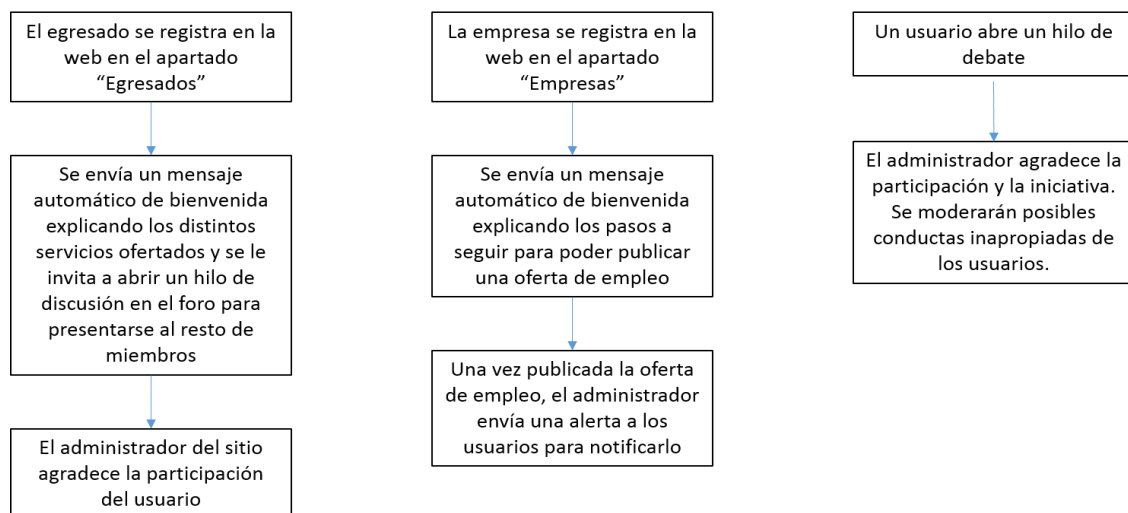 El egresado se registra en la
web en el apartado
“Egresados”
Se envía un mensaje
automático de bienvenida
explicando los distintos
servicios ofertados y se le
invita a abrir un hilo de
discusión en el foro para
presentarse al resto de
miembros
El administrador del sitio
agradece la participación
del usuario
La empresa se registra en la
web en el apartado
“Empresas”
Se envía un mensaje
automático de bienvenida
explicando los pasos a
seguir para poder publicar
una oferta de empleo
Una vez publicada la oferta
de empleo, el administrador
envía una alerta a los
usuarios para notificarlo
Un usuario abre un hilo de
debate
El administrador agradece la
participación y la iniciativa.
Se moderarán posibles
conductas inapropiadas de
los usuarios.